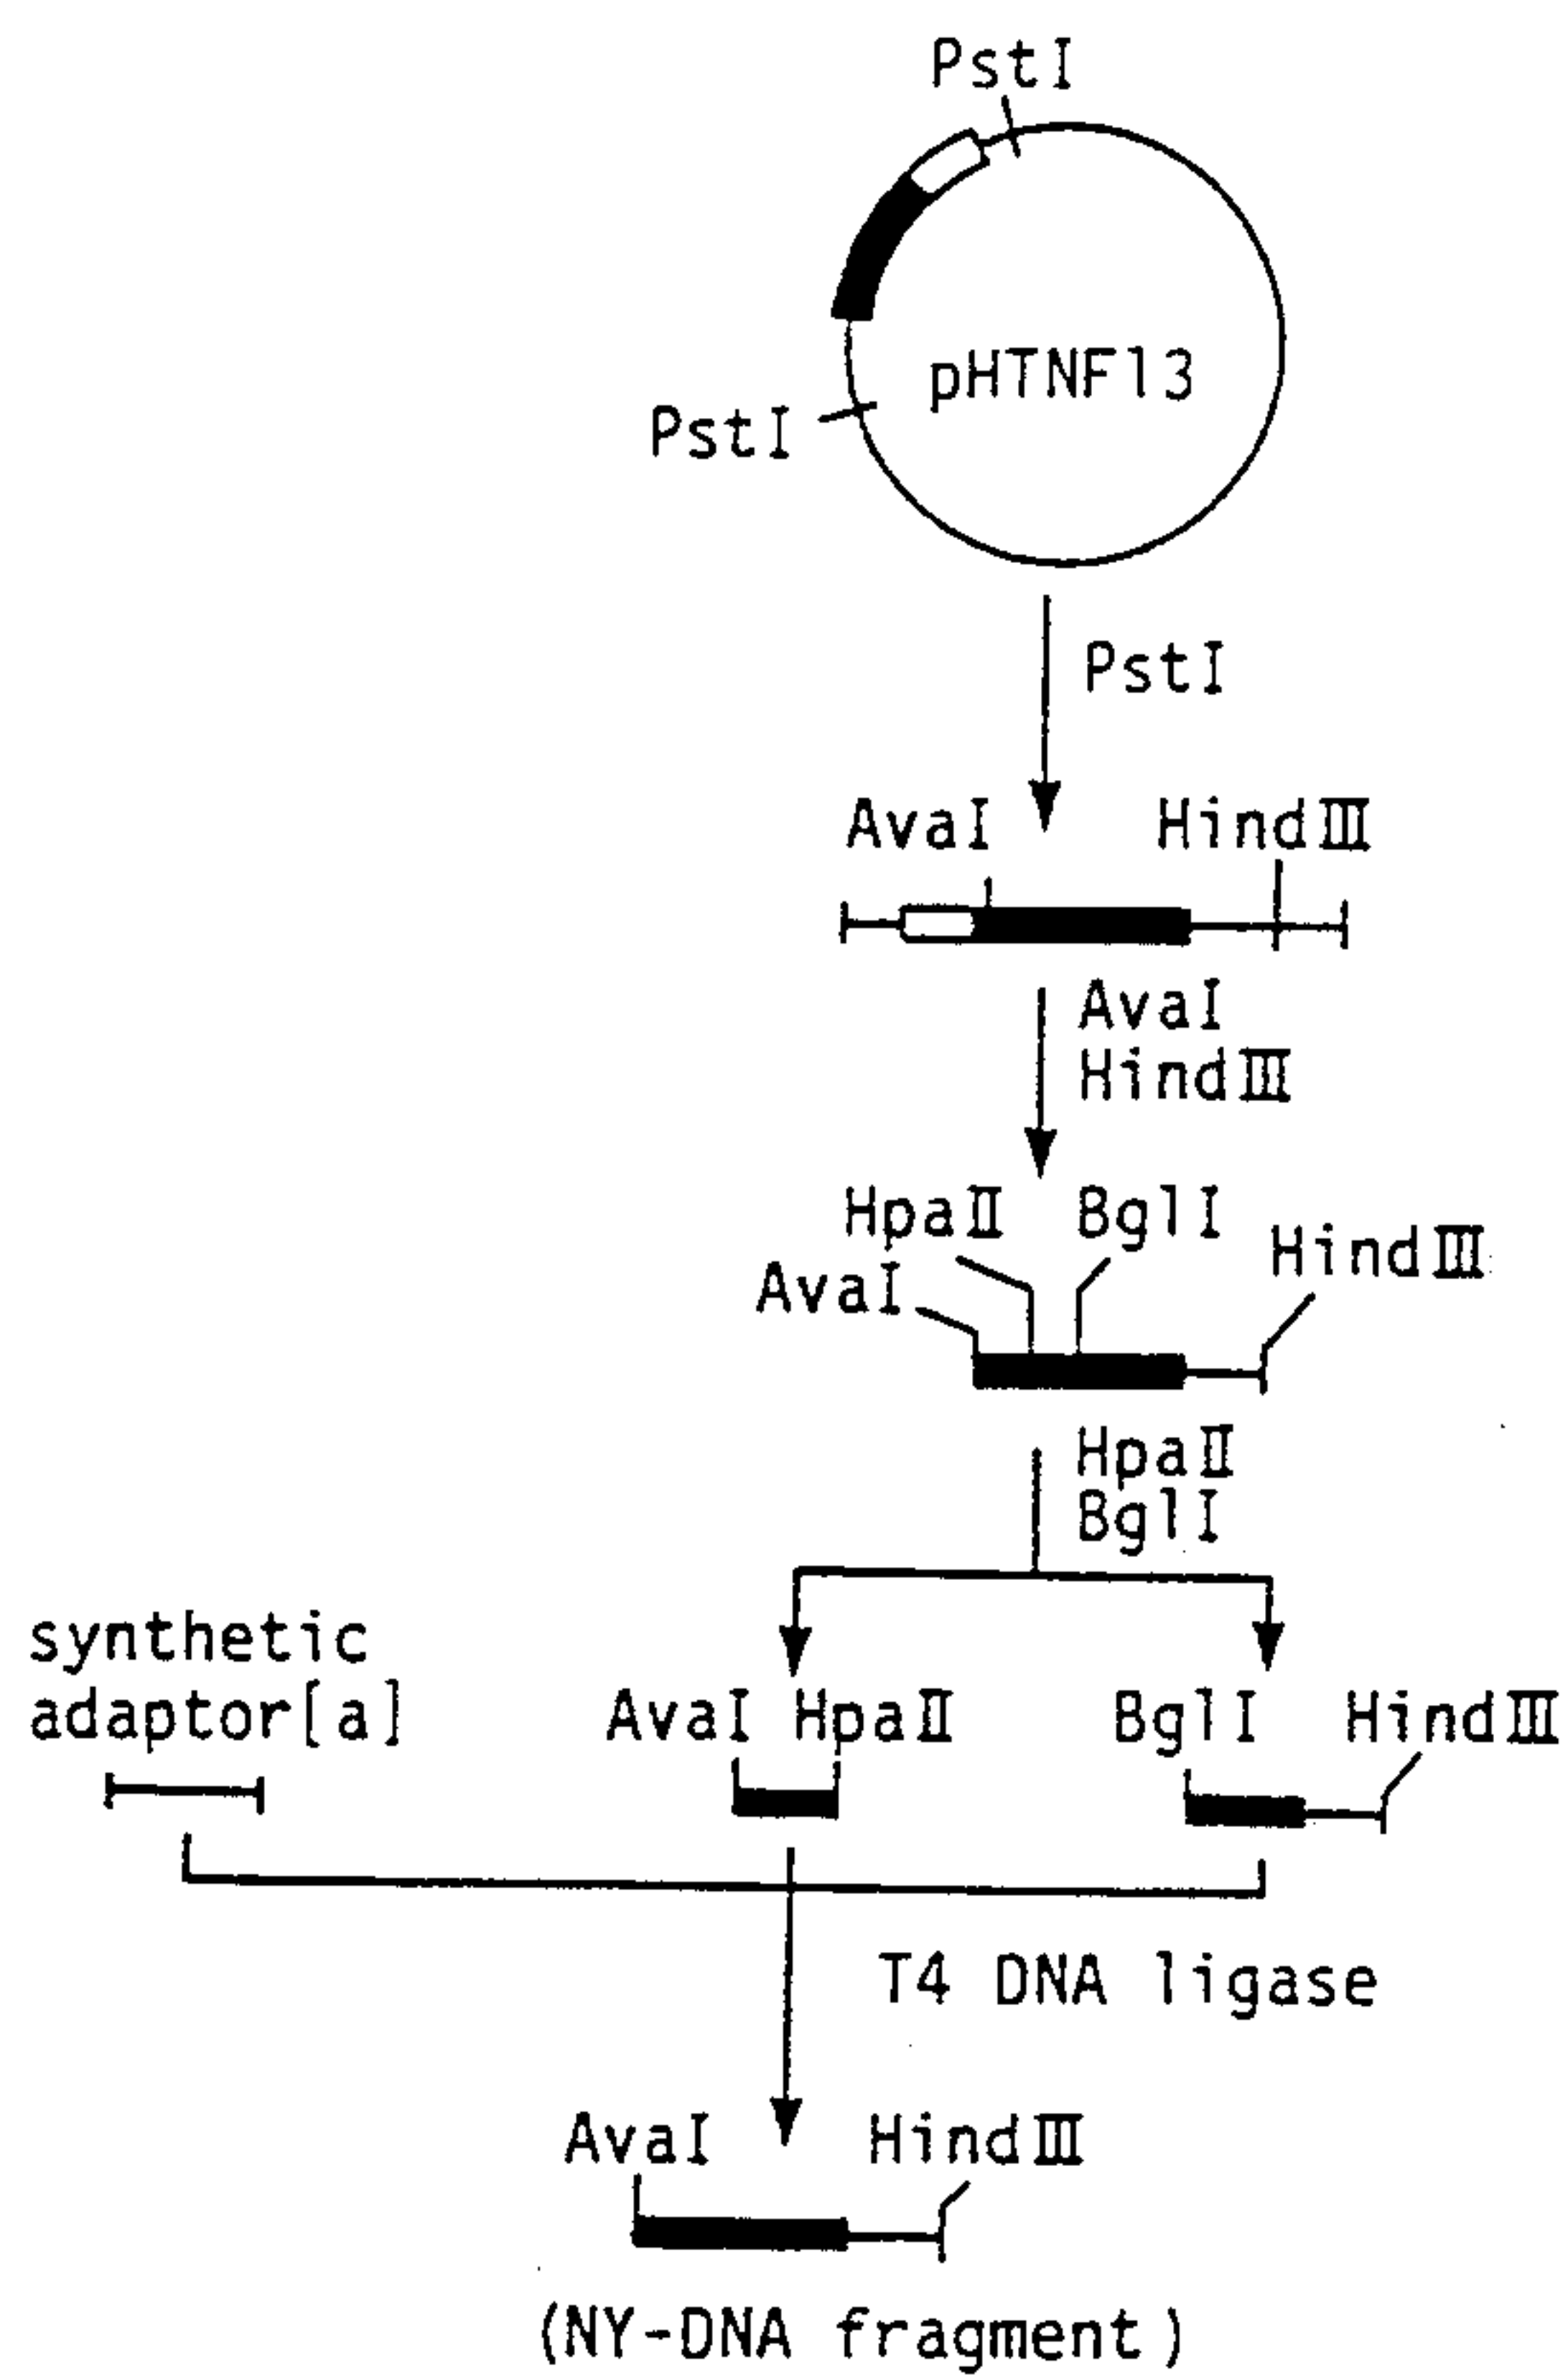 PstI
pHTNF13
PstI
PstI
AvaI HindIII
AvaI
HindIII
HpaII BglI
HindIII
AvaI
HpaII
BglI
synthetic
adaptor[a]
AvaI HpaII
BglI HindIII
T4 DNA ligase
AvaI HindIII
(NY-DNA fragment)